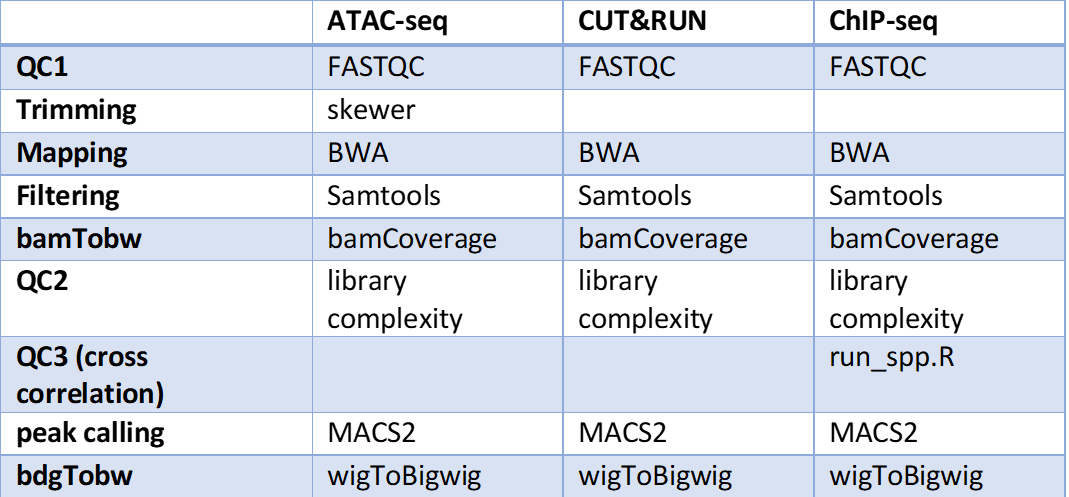 ATAC-seq CUT&RUN ChIP-seq
QC1 FASTQC FASTQC FASTQC
Trimming skewer
Mapping BWA BWA BWA
Filtering Samtools Samtools Samtools
bamTobw bamCoverage bamCoverage bamCoverage
QC2 library library library
complexity complexity complexity
QC3 (cross run_spp.R
correlation)
peak calling MACS2 MACS2 MACS2
bdgTobw wigToBigwig wigToBigwig wigToBigwig